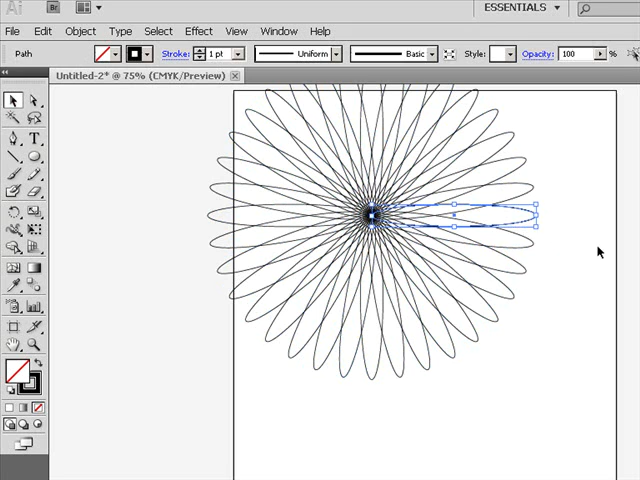 Ai Br ESSENTIALS
File Edit Object Type Select Effect View Window Help
Path Stroke: 1 pt Uniform Basic Style: Opacity: 100 %
Untitled-2* @ 75% (CMYK/Preview)
T